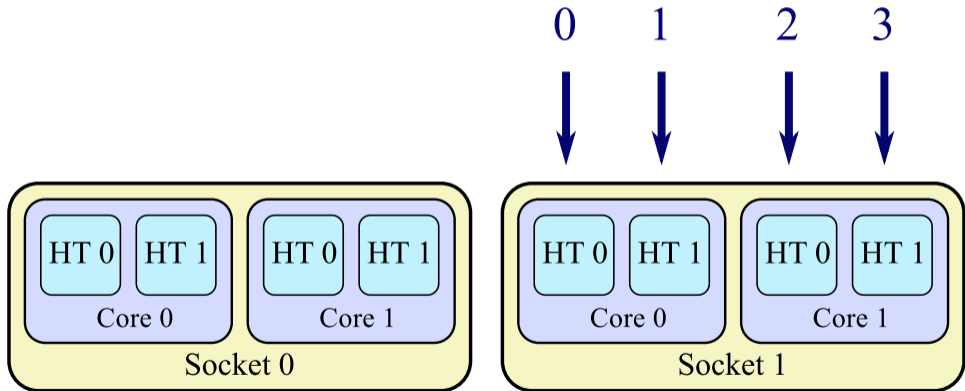 0 1 2 3
HT 0 HT 1 HT 0 HT 1 HT 0 HT 1 HT 0 HT 1
Core 0 Core 1 Core 0 Core 1
Socket 0 Socket 1